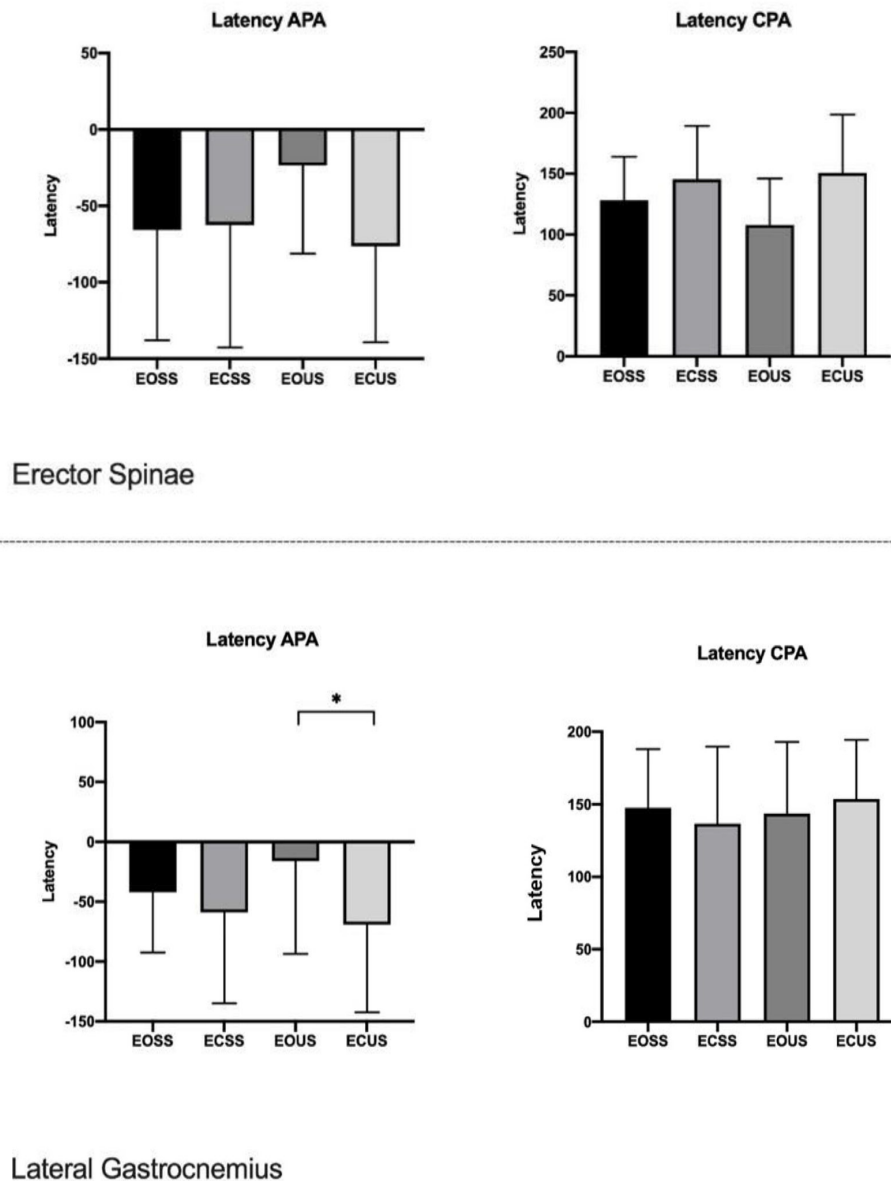 Latency APA
50
0
-50
-100
-150
Latency
EOSS ECSS EOUS ECUS
Latency CPA
250
200
150
100
50
0
Latency
EOSS ECSS EOUS ECUS
Erector Spinae
Latency APA
*
100
50
0
-50
-100
-150
Latency
EOSS ECSS EOUS ECUS
Latency CPA
200
150
100
50
0
Latency
EOSS ECSS EOUS ECUS
Lateral Gastrocnemius